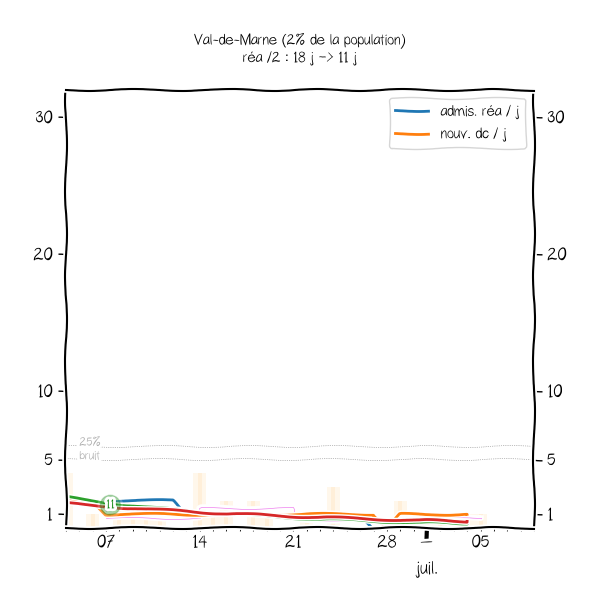 Val-de-Marne (2% de la population)
réa /2 : 18 j -> 11 j
admis. réa / j
nouv. dc / j
30
30
20
20
10
10
25%
bruit
5
5
11
1
1
07
14
21
28
05
juil.